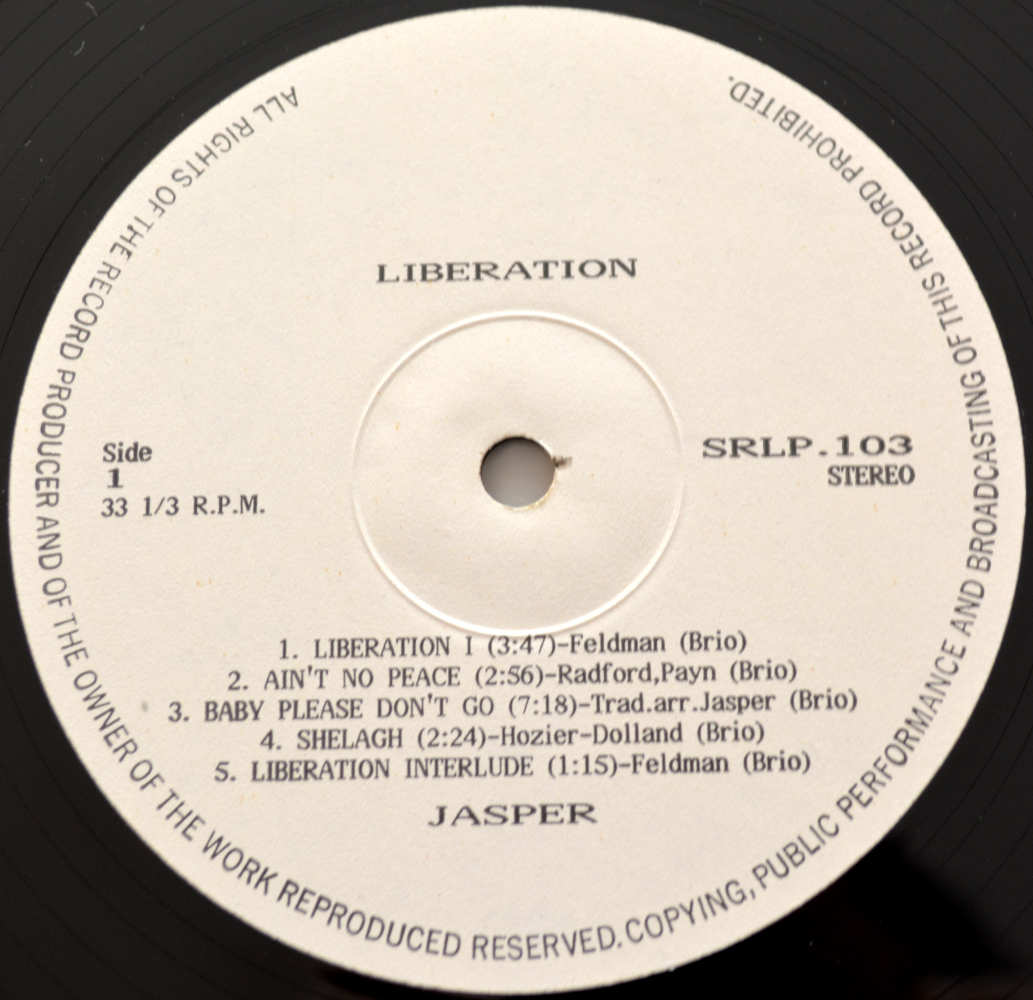 ALL RIGHTS OF THE RECORD PRODUCER AND OF THE OWNER OF THE WORK REPRODUCED RESERVED. COPYING, PUBLIC PERFORMANCE AND BROADCASTING OF THIS RECORD PROHIBITED.
LIBERATION
Side
1
33 1/3 R.P.M.
SRLP.103
STEREO
1. LIBERATION I (3:47)-Feldman (Brio)
2. AIN'T NO PEACE (2:56)-Radford,Payn (Brio)
3. BABY PLEASE DON'T GO (7:18)-Trad.arr.Jasper (Brio)
4. SHELAGH (2:24)-Hozier-Dolland (Brio)
5. LIBERATION INTERLUDE (1:15)-Feldman (Brio)
JASPER